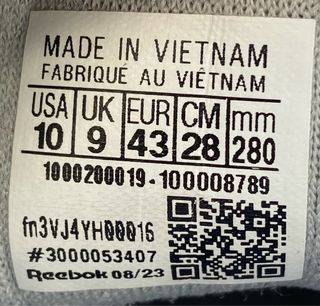 MADE IN VIETNAM
FABRIQUÉ AU VIÊTNAM
USA UK EUR CM mm
10 9 43 28 280
1000200019-100008789
fn3VJ4YH00016
#3000053407
Reebok 08/23